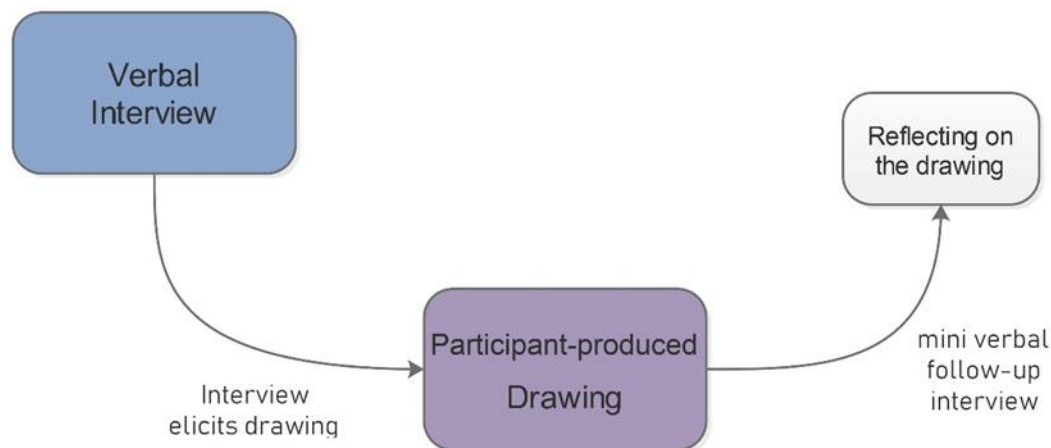 Verbal
Interview
Reflecting on
the drawing
Participant-produced
Drawing
Interview
elicits drawing
mini verbal
follow-up
interview